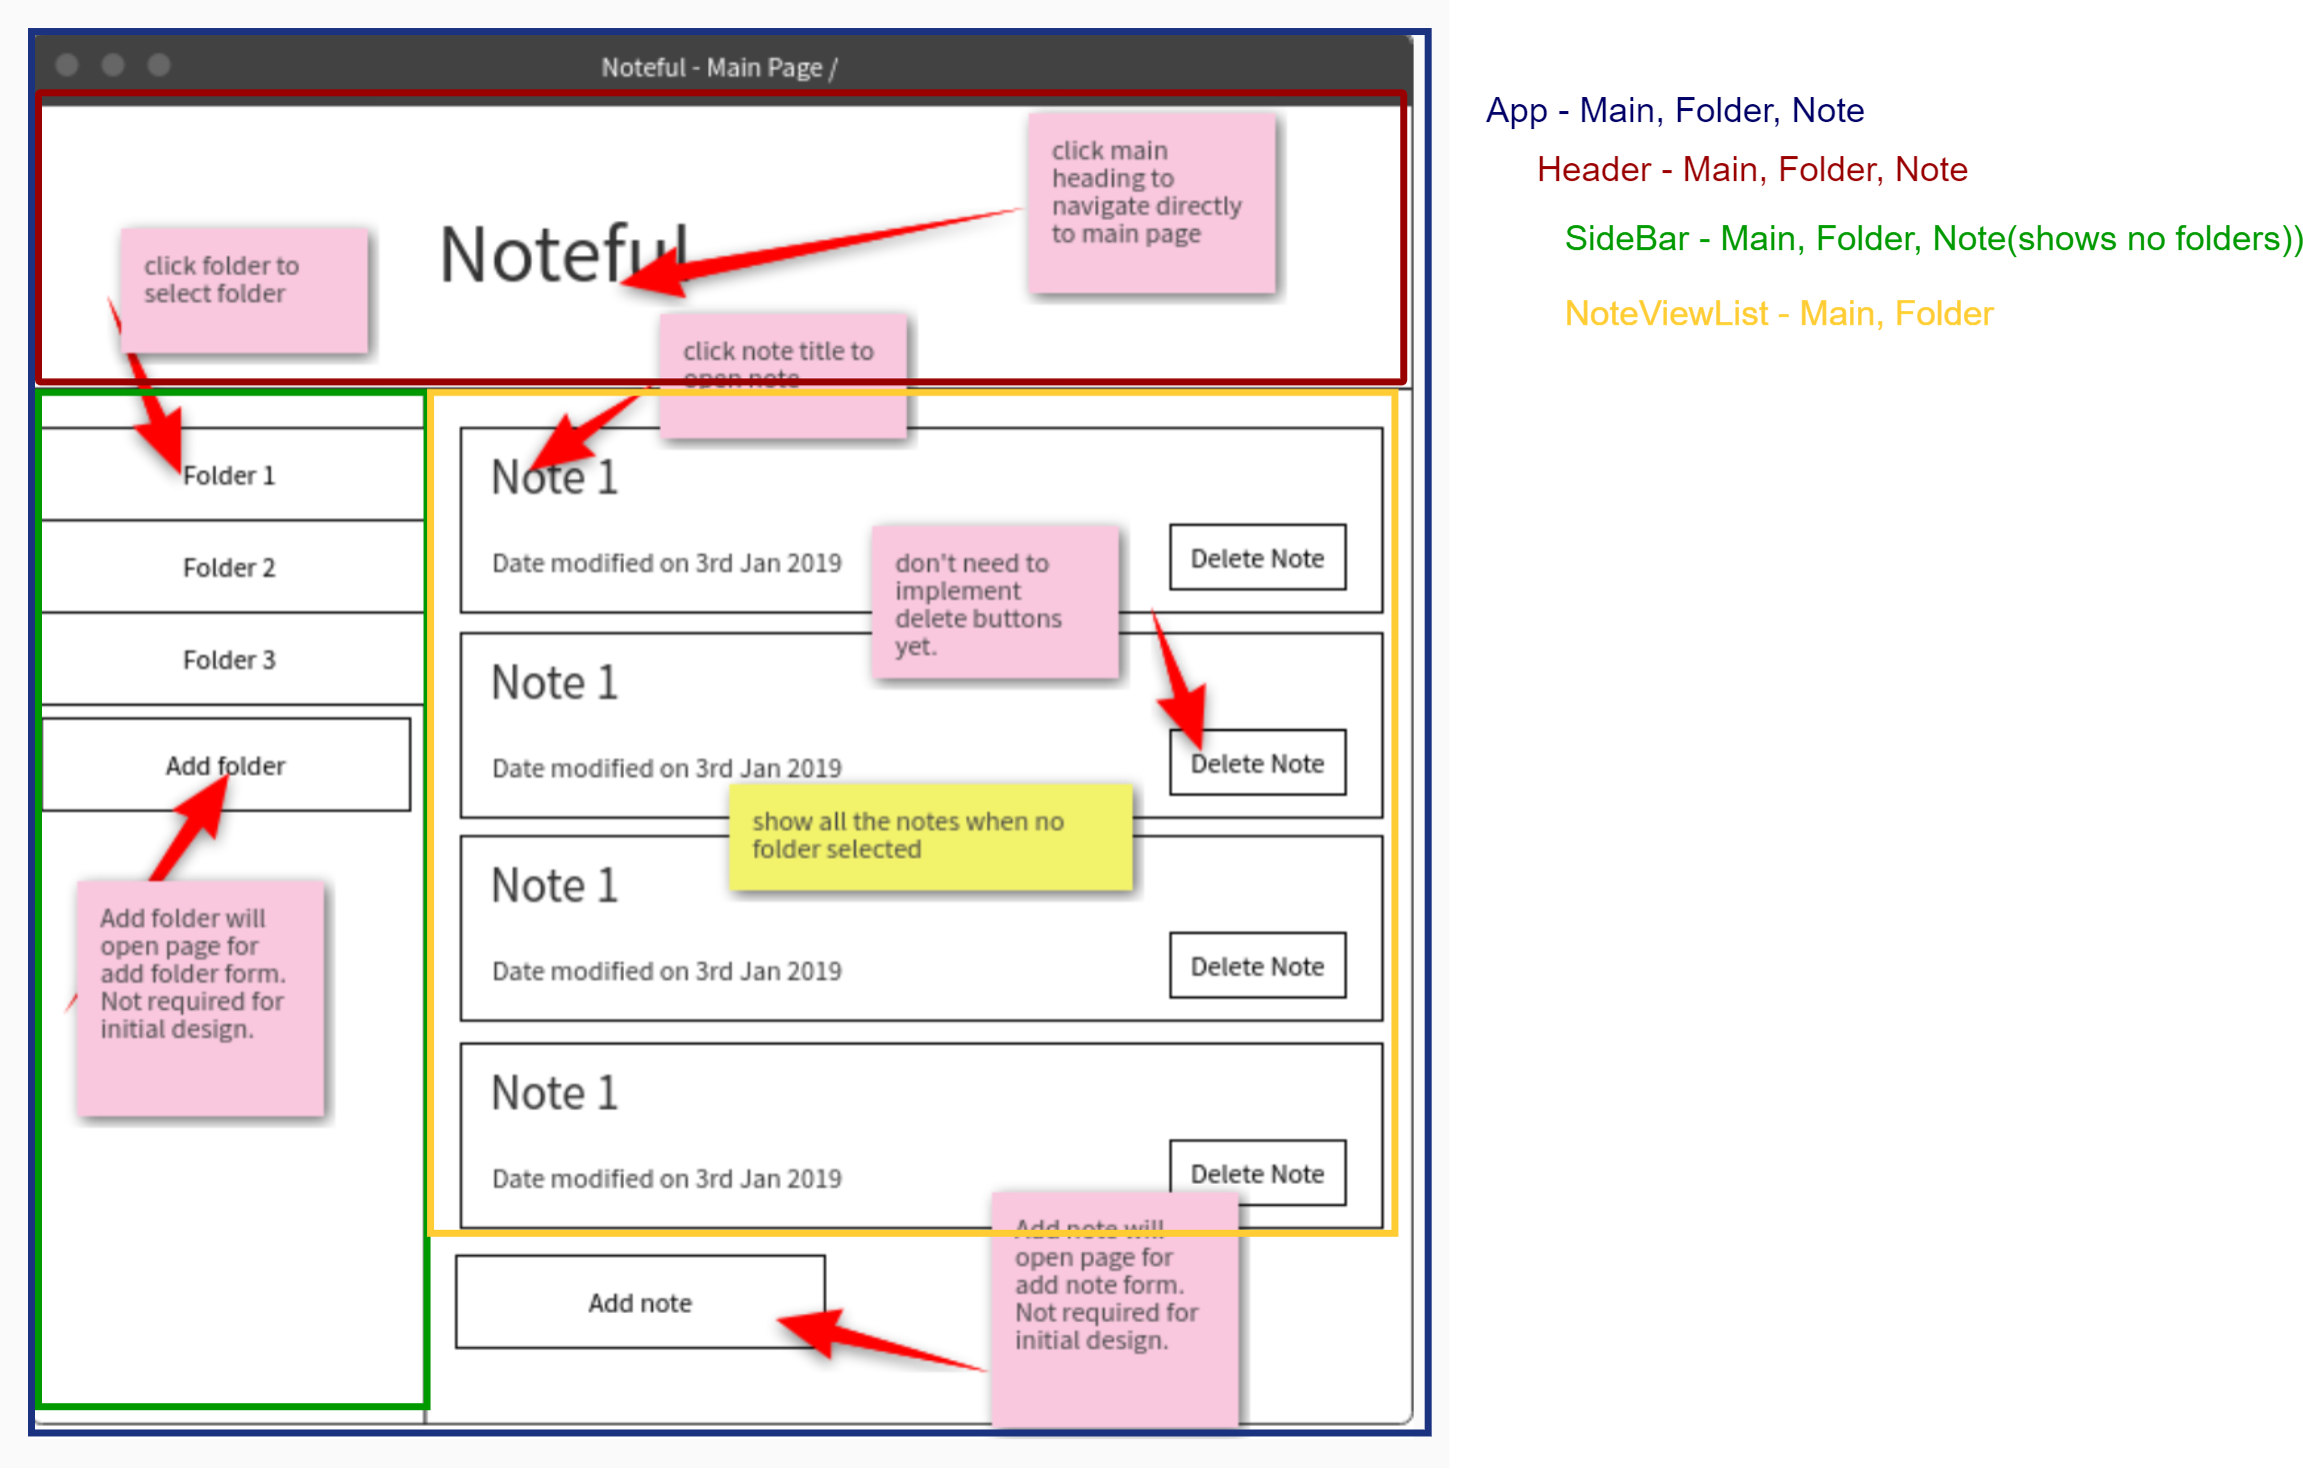 Noteful - Main Page /
click main
heading to
navigate directly
to main page
click folder to
select folder
Noteful
click note title to
open note
Folder 1
Folder 2
Folder 3
Add folder
Add folder will
open page for
add folder form.
Not required for
initial design.
Note 1
Date modified on 3rd Jan 2019
Delete Note
don't need to
implement
delete buttons
yet.
Note 1
Date modified on 3rd Jan 2019
Delete Note
show all the notes when no
folder selected
Note 1
Date modified on 3rd Jan 2019
Delete Note
Note 1
Date modified on 3rd Jan 2019
Delete Note
Add note will
open page for
add note form.
Not required for
initial design.
Add note
App - Main, Folder, Note
Header - Main, Folder, Note
SideBar - Main, Folder, Note(shows no folders))
NoteViewList - Main, Folder